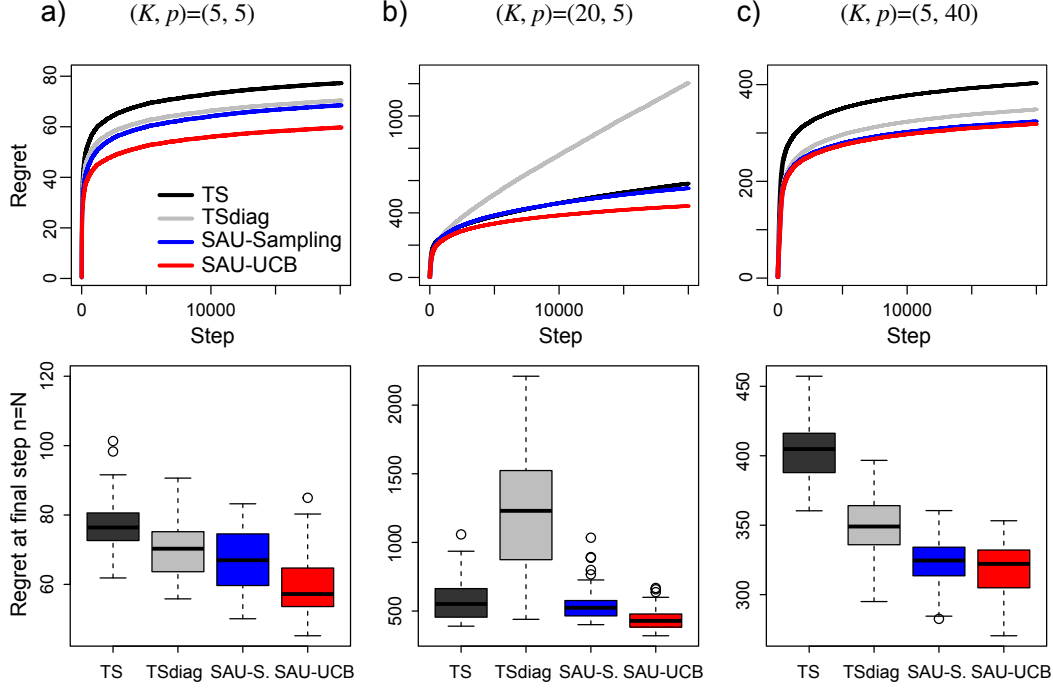 a) (K, p)=(5, 5)
b) (K, p)=(20, 5)
c) (K, p)=(5, 40)
Regret
80
60
40
20
0
TS
TSdiag
SAU-Sampling
SAU-UCB
0 10000
Step
1000
400
0
0 10000
Step
400
200
0
0 10000
Step
Regret at final step n=N
120
100
80
60
TS TSdiag SAU-S. SAU-UCB
2000
1500
1000
500
TS TSdiag SAU-S. SAU-UCB
450
400
350
300
TS TSdiag SAU-S. SAU-UCB